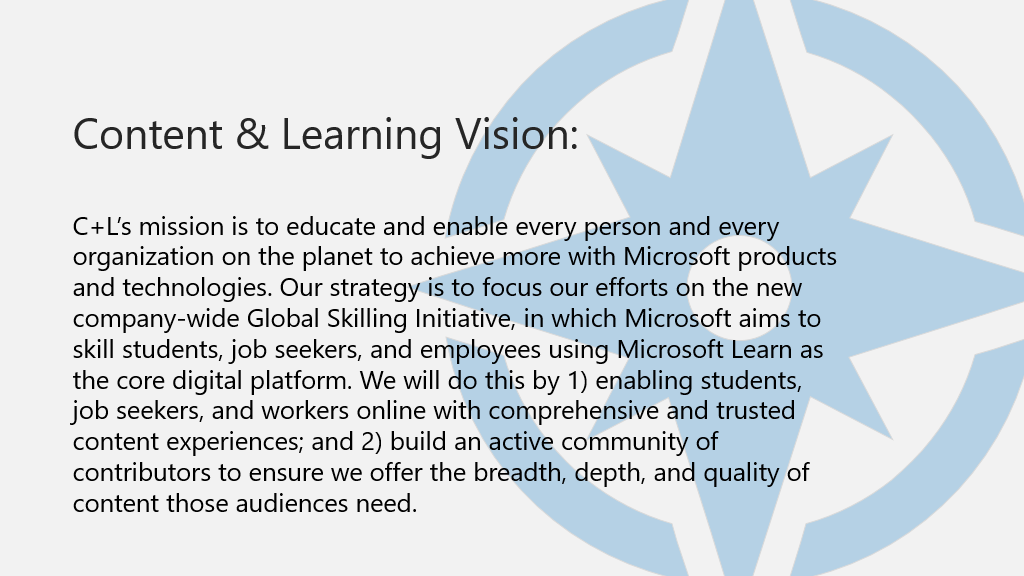 Content & Learning Vision:
C+L’s mission is to educate and enable every person and every
organization on the planet to achieve more with Microsoft products
and technologies. Our strategy is to focus our efforts on the new
company-wide Global Skilling Initiative, in which Microsoft aims to
skill students, job seekers, and employees using Microsoft Learn as
the core digital platform. We will do this by 1) enabling students,
job seekers, and workers online with comprehensive and trusted
content experiences; and 2) build an active community of
contributors to ensure we offer the breadth, depth, and quality of
content those audiences need.